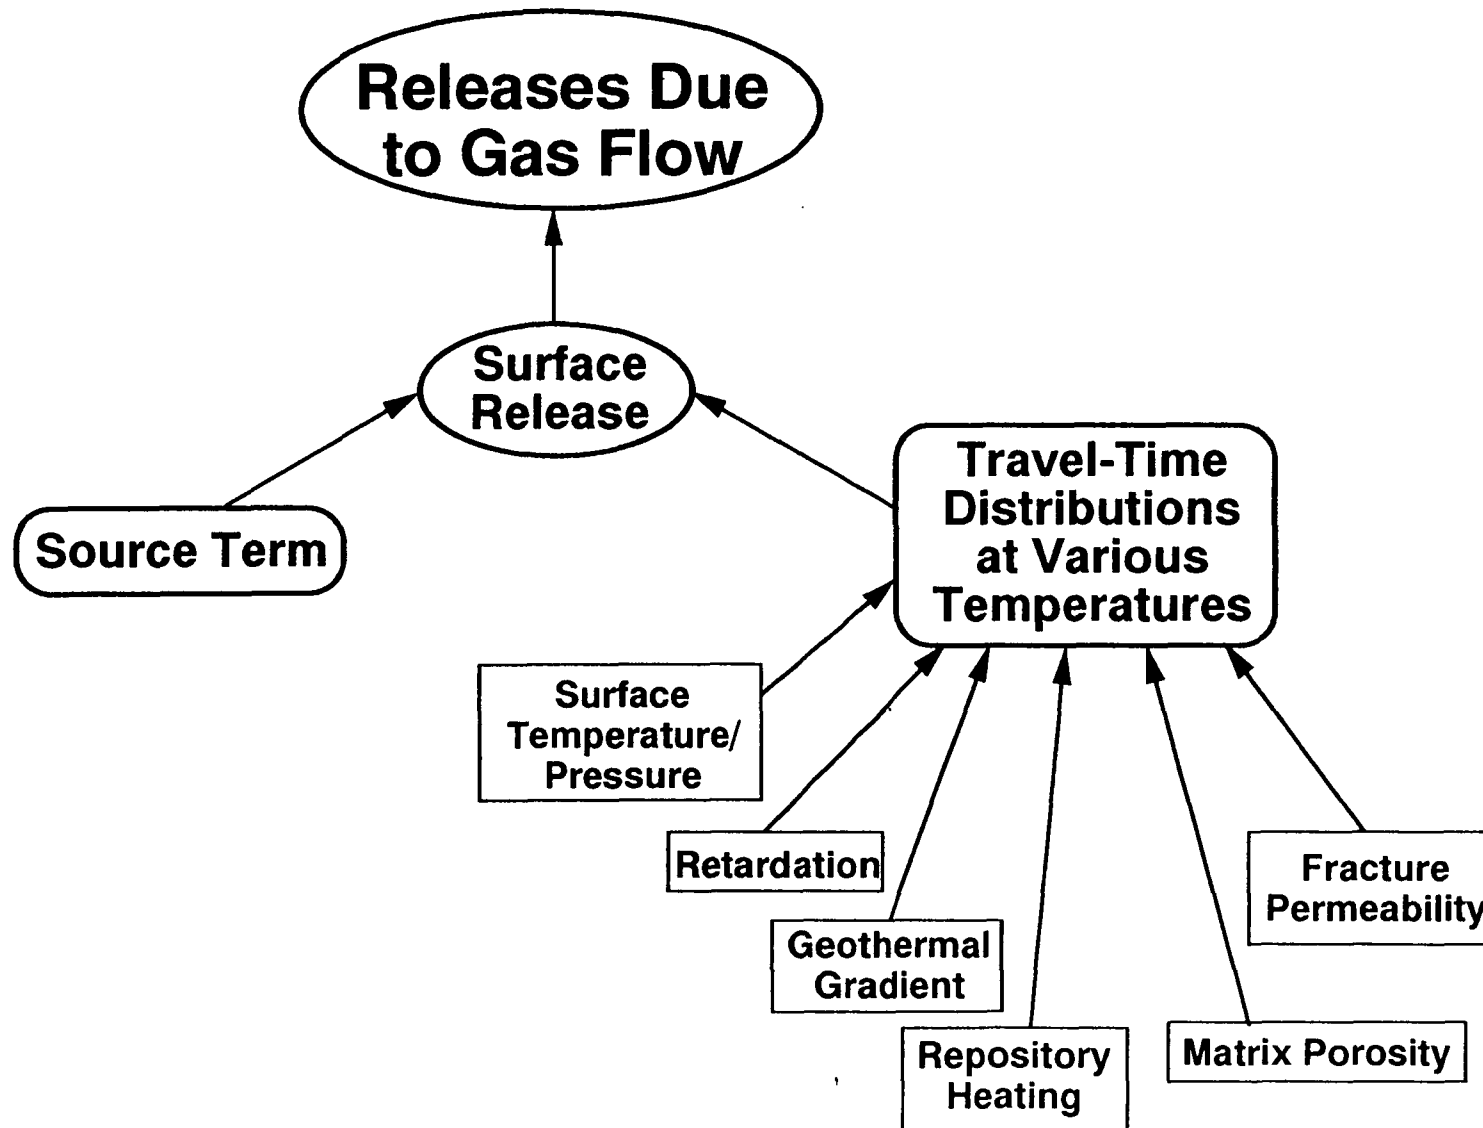 Releases Due
to Gas Flow
Surface
Release
Source Term
Travel-Time
Distributions
at Various
Temperatures
Surface
Temperature/
Pressure
Retardation
Geothermal
Gradient
Repository
Heating
Matrix Porosity
Fracture
Permeability